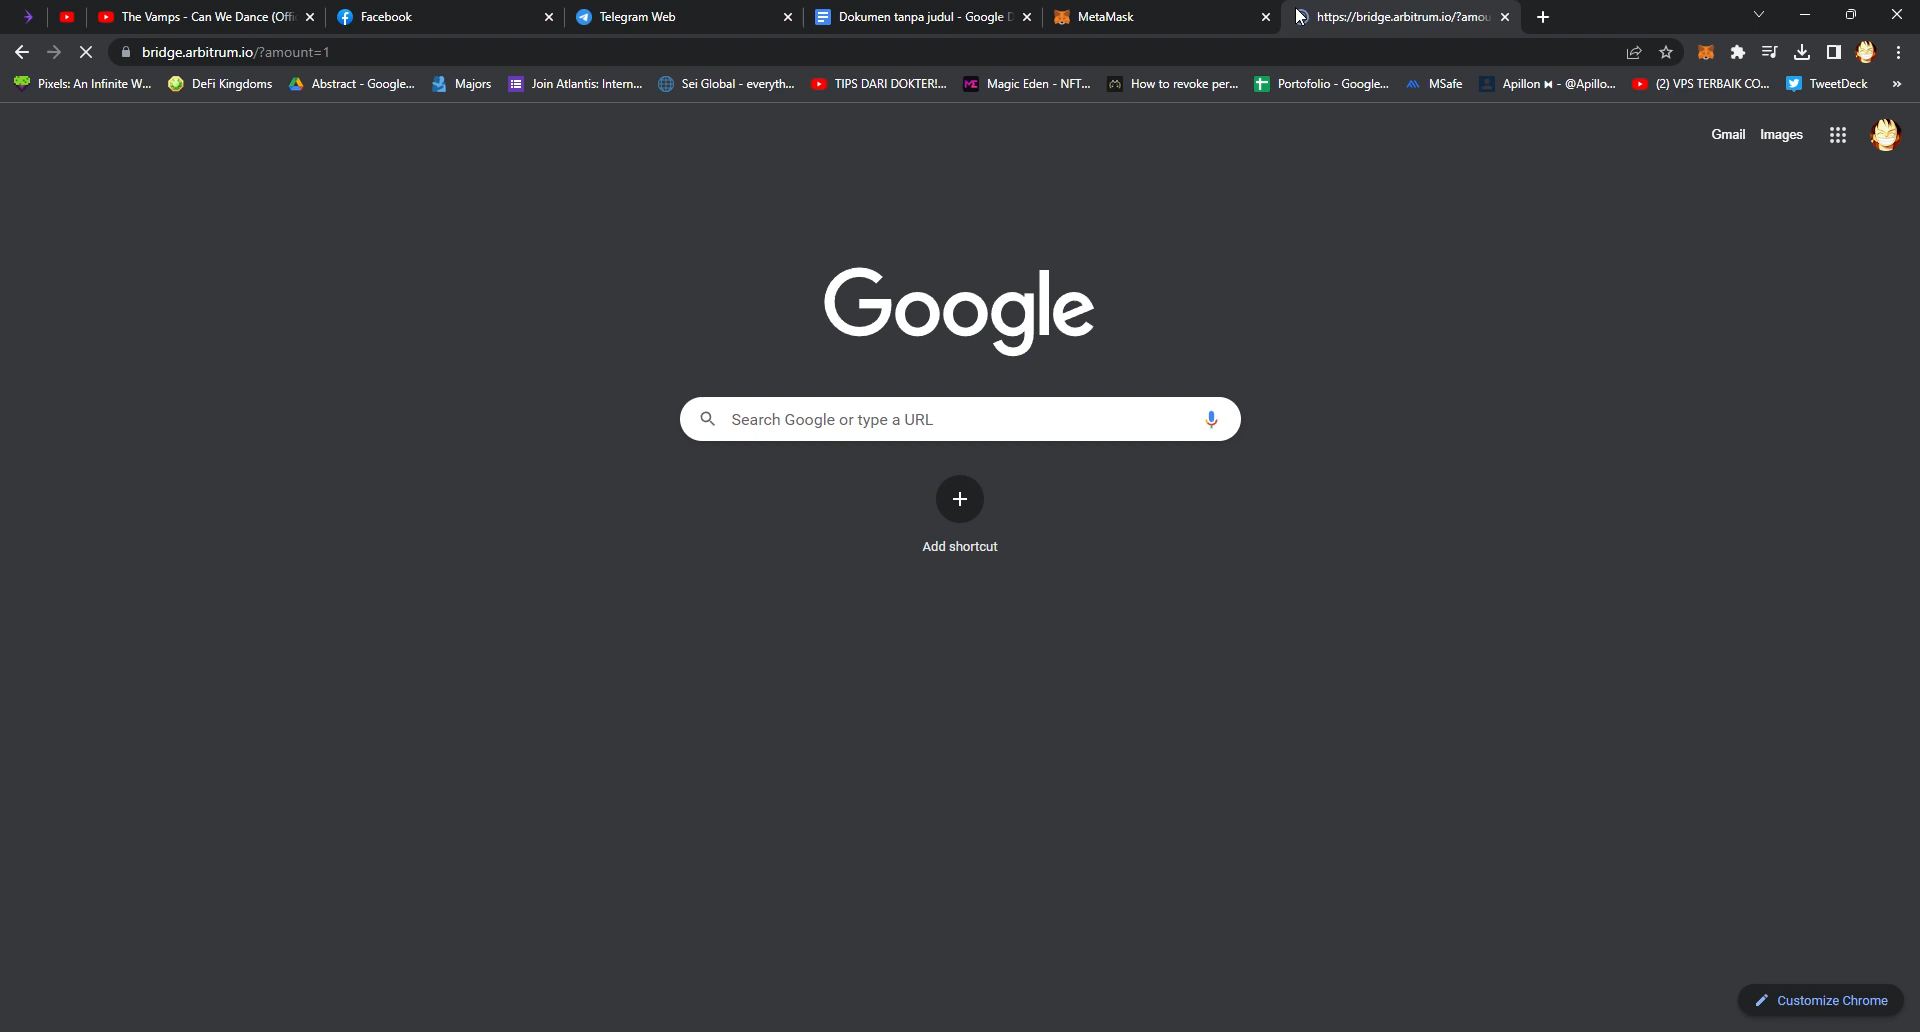 The Vamps - Can We Dance (Offi
Facebook
Telegram Web
Dokumen tanpa judul - Google D
MetaMask
https://bridge.arbitrum.io/?amou
bridge.arbitrum.io/?amount=1
Pixels: An Infinite W...
DeFi Kingdoms
Abstract - Google...
Majors
Join Atlantis: Intern...
Sei Global - everyth...
TIPS DARI DOKTER!...
Magic Eden - NFT...
How to revoke per...
Portofolio - Google...
MSafe
Apillon ⧓ - @Apillo...
(2) VPS TERBAIK CO...
TweetDeck
»
Gmail
Images
Google
Search Google or type a URL
Add shortcut
Customize Chrome